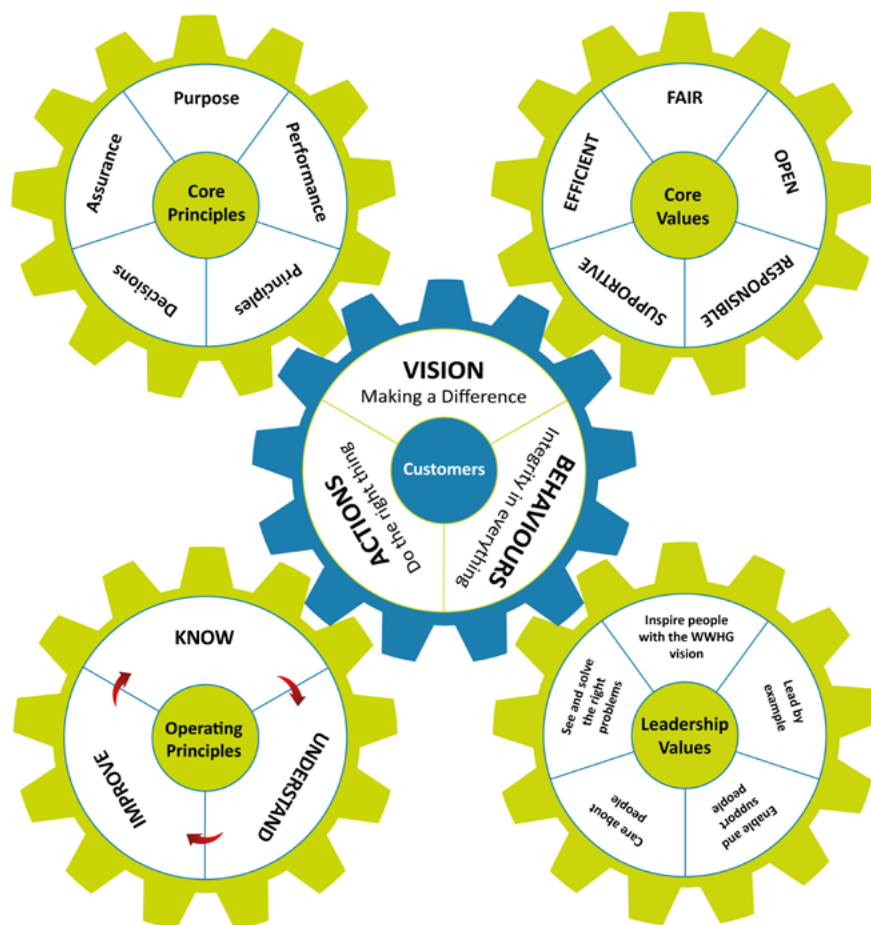 Purpose
Performance
Principles
Decisions
Assurance
Core
Principles
FAIR
OPEN
RESPONSIBLE
SUPPORTIVE
EFFICIENT
Core
Values
VISION
Making a Difference
BEHAVIOURS
Integrity in everything
ACTIONS
Do the right thing
Customers
KNOW
UNDERSTAND
IMPROVE
Operating
Principles
Inspire people
with the WWHG
vision
Lead by
example
Enable and
support
people
Care about
people
See and solve
the right
problems
Leadership
Values